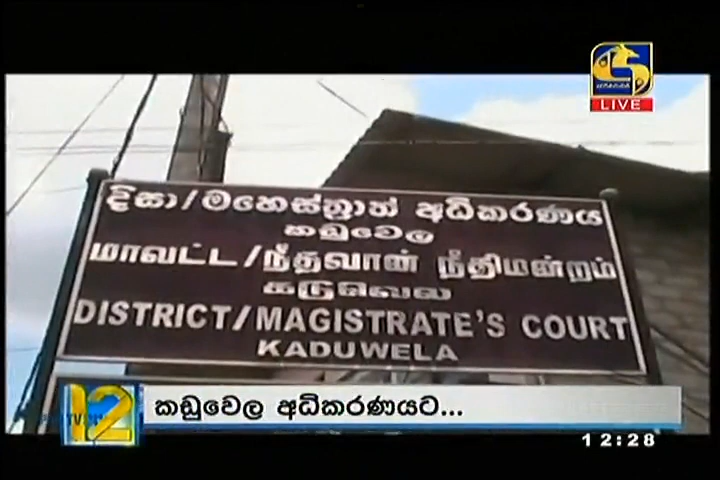 LIVE
දිසා/මහෙස්ත්‍රාත් අධිකරණය
කඩුවෙල
மாவட்ட/நீதவான் நீதிமன்றம்
கடுவெல
DISTRICT/MAGISTRATE'S COURT
KADUWELA
12
කඩුවෙල අධිකරණයට...
12:28